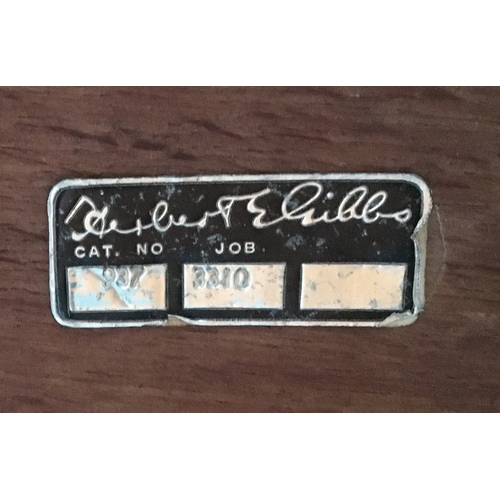 Herbert E Gibbs
CAT. NO JOB
937 3310